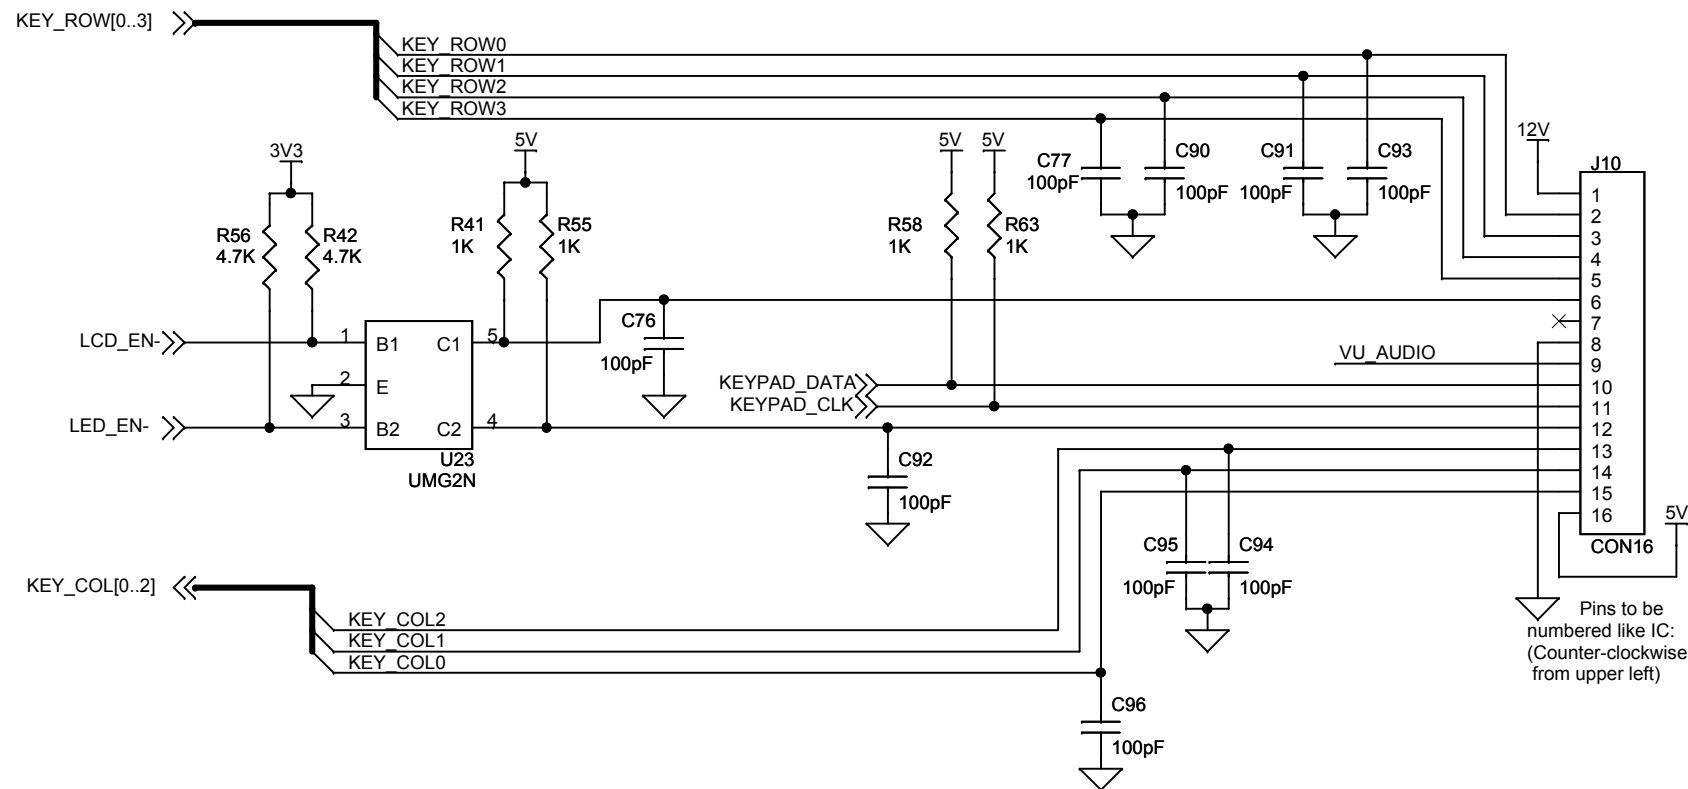 KEY_ROW[0..3]
KEY_ROW0
KEY_ROW1
KEY_ROW2
KEY_ROW3
3V3
5V
5V
5V
12V
C77
100pF
C90
100pF
C91
100pF
C93
100pF
J10
R56
4.7K
R42
4.7K
R41
1K
R55
1K
R58
1K
R63
1K
1
2
3
4
5
6
7
8
9
10
11
12
13
14
15
16
CON16
5V
LCD_EN-
1
B1
C1
5
2
E
LED_EN-
3
B2
C2
4
U23
UMG2N
C76
100pF
VU_AUDIO
KEYPAD_DATA
KEYPAD_CLK
C92
100pF
C95
100pF
C94
100pF
KEY_COL[0..2]
KEY_COL2
KEY_COL1
KEY_COL0
C96
100pF
Pins to be
numbered like IC:
(Counter-clockwise
from upper left)